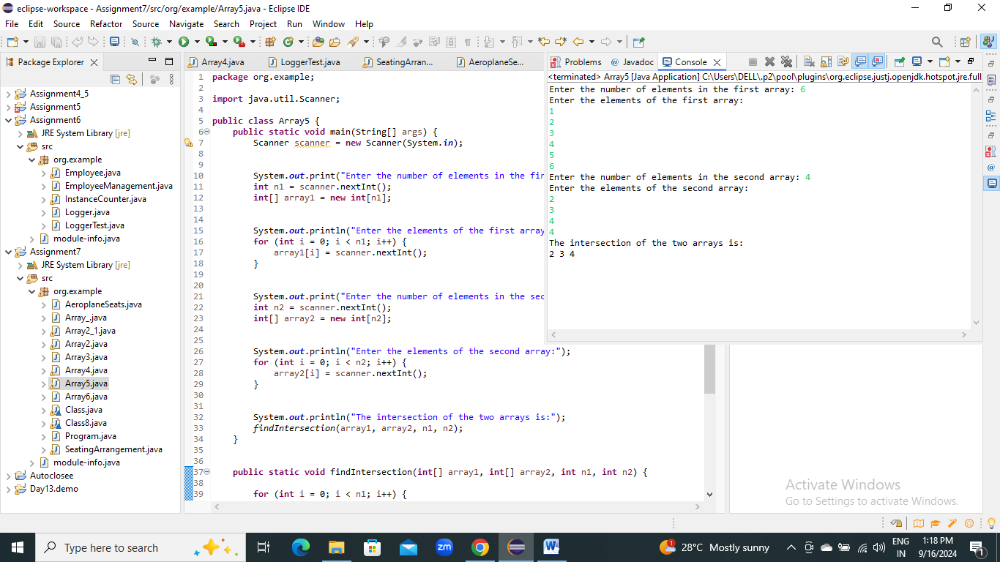 eclipse-workspace - Assignment7/src/org/example/Array5.java - Eclipse IDE
File Edit Source Refactor Source Navigate Search Project Run Window Help
Package Explorer
Assignment4_5
Assignment5
Assignment6
JRE System Library [jre]
src
org.example
Employee.java
EmployeeManagement.java
InstanceCounter.java
Logger.java
LoggerTest.java
module-info.java
Assignment7
JRE System Library [jre]
src
org.example
AeroplaneSeats.java
Array_.java
Array2_1.java
Array2.java
Array3.java
Array4.java
Array5.java
Array6.java
Class.java
Class8.java
Program.java
SeatingArrangement.java
module-info.java
Autoclosee
Day13.demo
Array4.java LoggerTest.java SeatingArran... AeroplaneSe...
1 package org.example;
2
3 import java.util.Scanner;
4
5 public class Array5 {
6 public static void main(String[] args) {
7 Scanner scanner = new Scanner(System.in);
8
9
10 System.out.print("Enter the number of elements in the fir
11 int n1 = scanner.nextInt();
12 int[] array1 = new int[n1];
13
14
15 System.out.println("Enter the elements of the first array
16 for (int i = 0; i < n1; i++) {
17 array1[i] = scanner.nextInt();
18 }
19
20
21 System.out.print("Enter the number of elements in the sec
22 int n2 = scanner.nextInt();
23 int[] array2 = new int[n2];
24
25
26 System.out.println("Enter the elements of the second array:");
27 for (int i = 0; i < n2; i++) {
28 array2[i] = scanner.nextInt();
29 }
30
31
32 System.out.println("The intersection of the two arrays is:");
33 findIntersection(array1, array2, n1, n2);
34 }
35
36
37 public static void findIntersection(int[] array1, int[] array2, int n1, int n2) {
38
39 for (int i = 0; i < n1; i++) {
Problems Javadoc Console
<terminated> Array5 [Java Application] C:\Users\DELL\.p2\pool\plugins\org.eclipse.justj.openjdk.hotspot.jre.full
Enter the number of elements in the first array: 6
Enter the elements of the first array:
1
2
3
4
5
6
Enter the number of elements in the second array: 4
Enter the elements of the second array:
2
3
4
4
The intersection of the two arrays is:
2 3 4
Activate Windows
Go to Settings to activate Windows.
Type here to search
zm
W
1
28°C Mostly sunny
ENG
IN
1:18 PM
9/16/2024
1